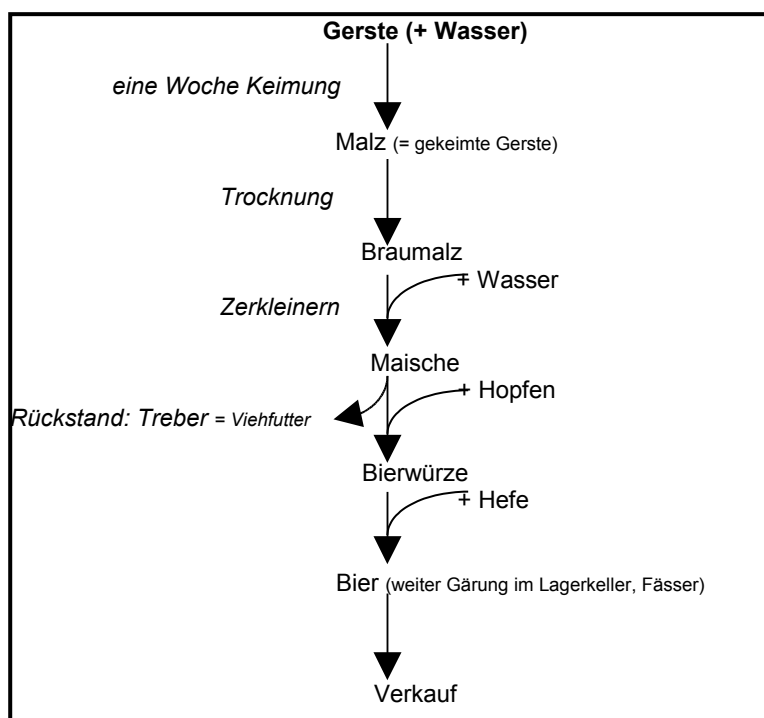 Gerste (+ Wasser)
eine Woche Keimung
Malz (= gekeimte Gerste)
Trocknung
Braumalz
+ Wasser
Zerkleinern
Maische
+ Hopfen
Rückstand: Treber = Viehfutter
Bierwürze
+ Hefe
Bier (weiter Gärung im Lagerkeller, Fässer)
Verkauf